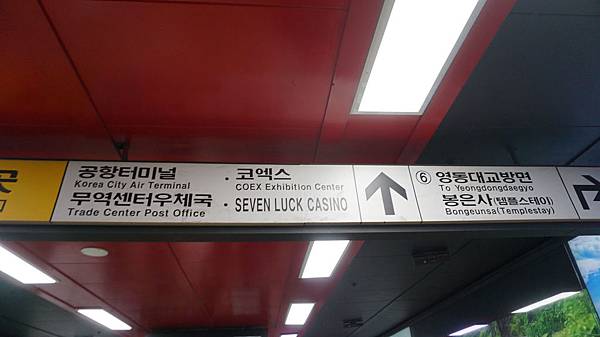 공항터미널
Korea City Air Terminal
무역센터우체국
Trade Center Post Office
· 코엑스
COEX Exhibition Center
· SEVEN LUCK CASINO
⑥ 영동대교방면
To Yeongdongdaegyo
봉은사(템플스테이)
Bongeunsa(Templestay)